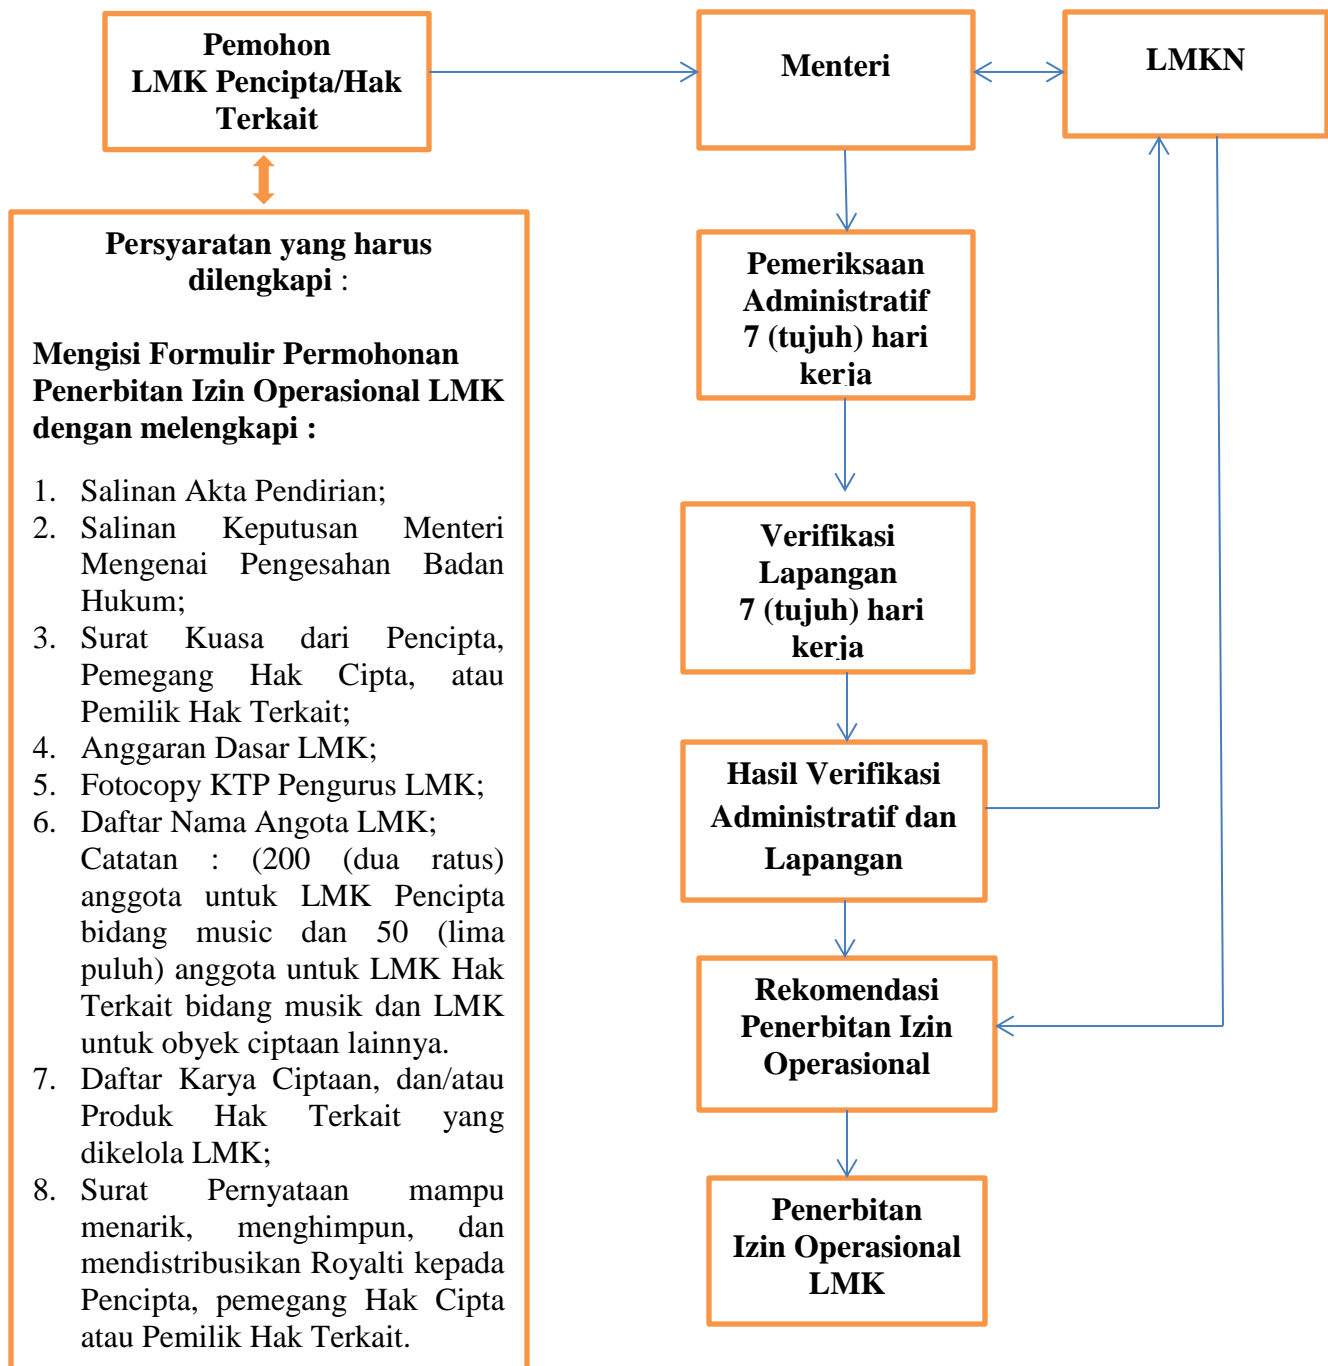 Pemohon
LMK Pencipta/Hak
Terkait
Menteri
LMKN
Persyaratan yang harus
dilengkapi :
Mengisi Formulir Permohonan
Penerbitan Izin Operasional LMK
dengan melengkapi :
1. Salinan Akta Pendirian;
2. Salinan Keputusan Menteri
Mengenai Pengesahan Badan
Hukum;
3. Surat Kuasa dari Pencipta,
Pemegang Hak Cipta, atau
Pemilik Hak Terkait;
4. Anggaran Dasar LMK;
5. Fotocopy KTP Pengurus LMK;
6. Daftar Nama Angota LMK;
Catatan : (200 (dua ratus)
anggota untuk LMK Pencipta
bidang music dan 50 (lima
puluh) anggota untuk LMK Hak
Terkait bidang musik dan LMK
untuk obyek ciptaan lainnya.
7. Daftar Karya Ciptaan, dan/atau
Produk Hak Terkait yang
dikelola LMK;
8. Surat Pernyataan mampu
menarik, menghimpun, dan
mendistribusikan Royalti kepada
Pencipta, pemegang Hak Cipta
atau Pemilik Hak Terkait.
Pemeriksaan
Administratif
7 (tujuh) hari
kerja
Verifikasi
Lapangan
7 (tujuh) hari
kerja
Hasil Verifikasi
Administratif dan
Lapangan
Rekomendasi
Penerbitan Izin
Operasional
Penerbitan
Izin Operasional
LMK